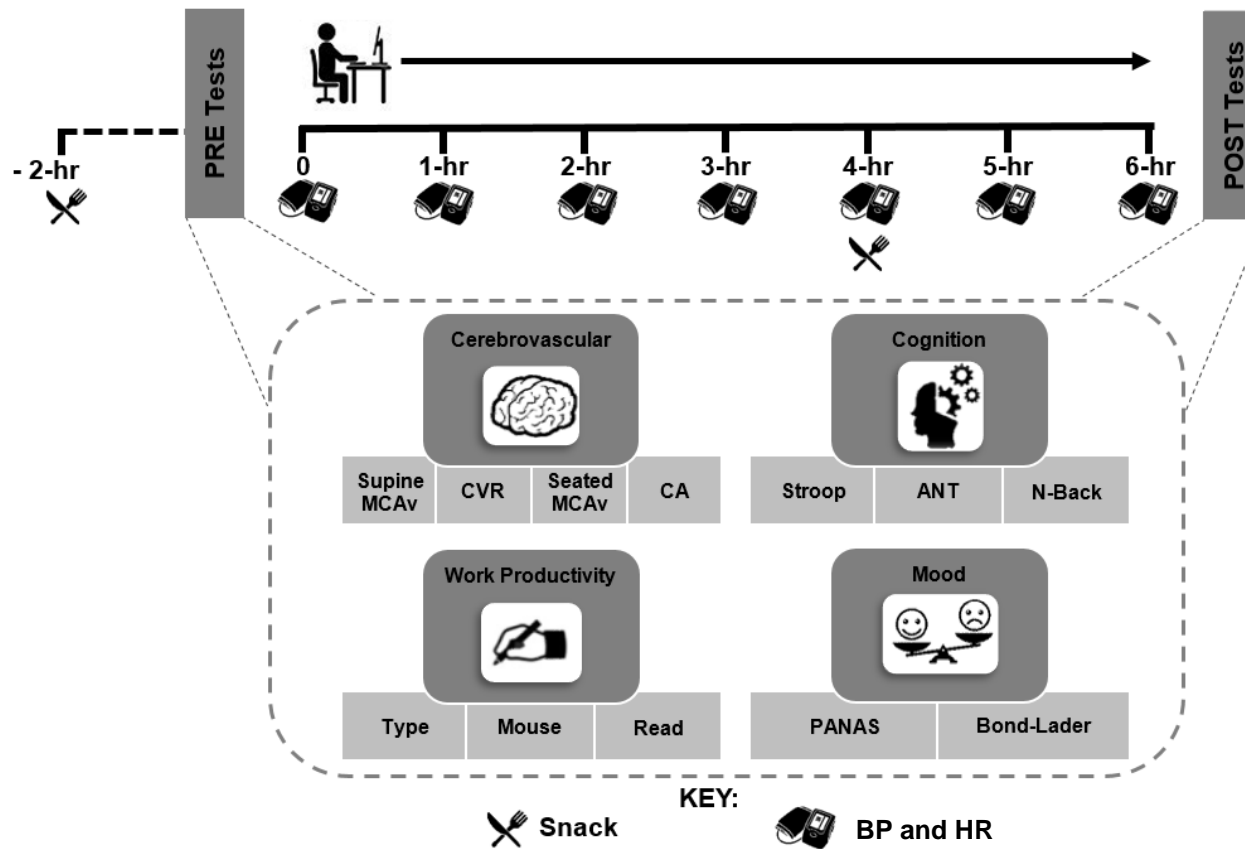 PRE Tests
POST Tests
- 2-hr
0
1-hr
2-hr
3-hr
4-hr
5-hr
6-hr
Cerebrovascular
Cognition
Supine
MCAv
CVR
Seated
MCAv
CA
Stroop
ANT
N-Back
Work Productivity
Mood
Type
Mouse
Read
PANAS
Bond-Lader
KEY:
Snack
BP and HR